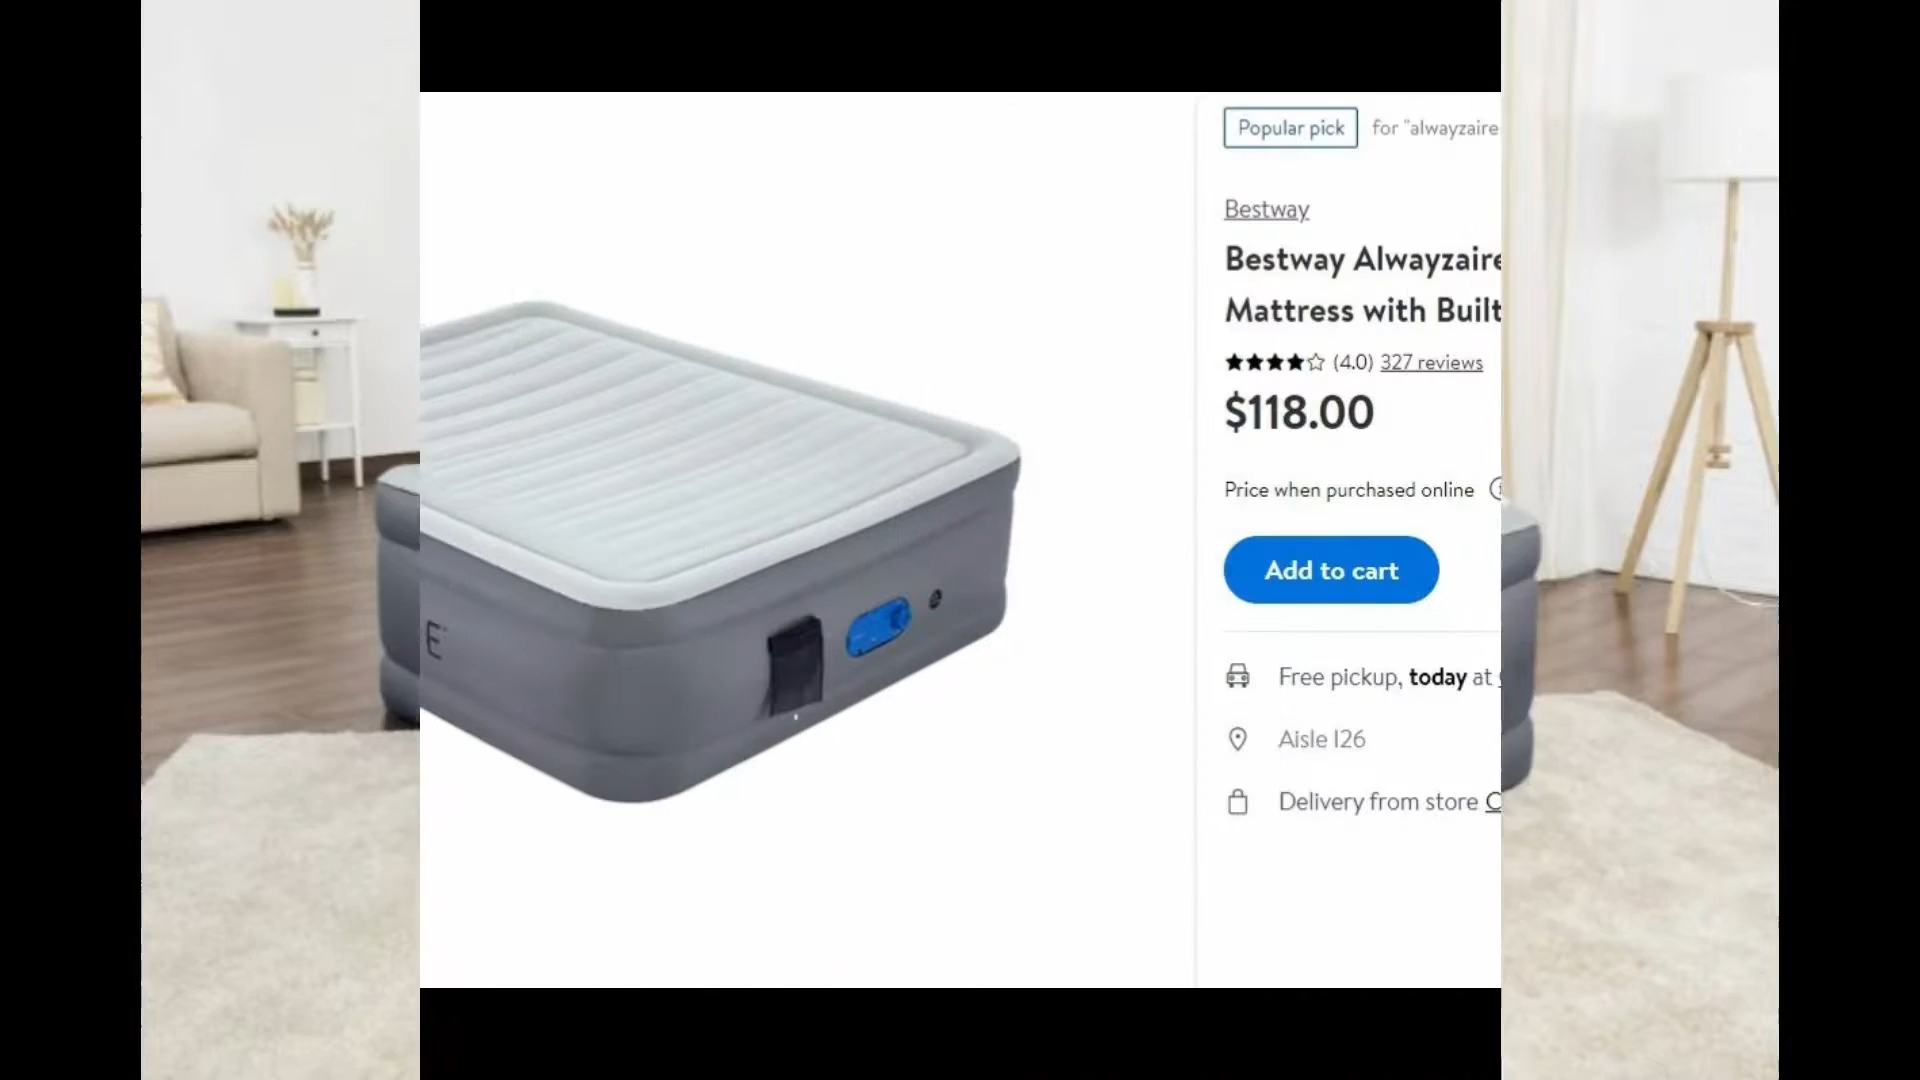 Popular pick for "alwayzaire
Bestway
Bestway Alwayzaire
Mattress with Built
(4.0) 327 reviews
$118.00
Price when purchased online
Add to cart
Free pickup, today at
Aisle I26
Delivery from store
E